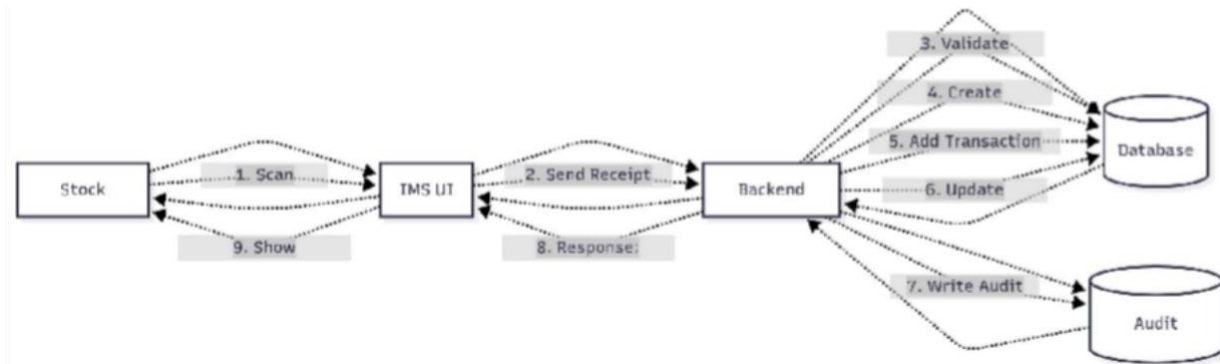 3. Validate
4. Create
5. Add Transaction
Database
Stock
1. Scan
IMS UI
2. Send Receipt
Backend
6. Update
9. Show
8. Response:
7. Write Audit
Audit